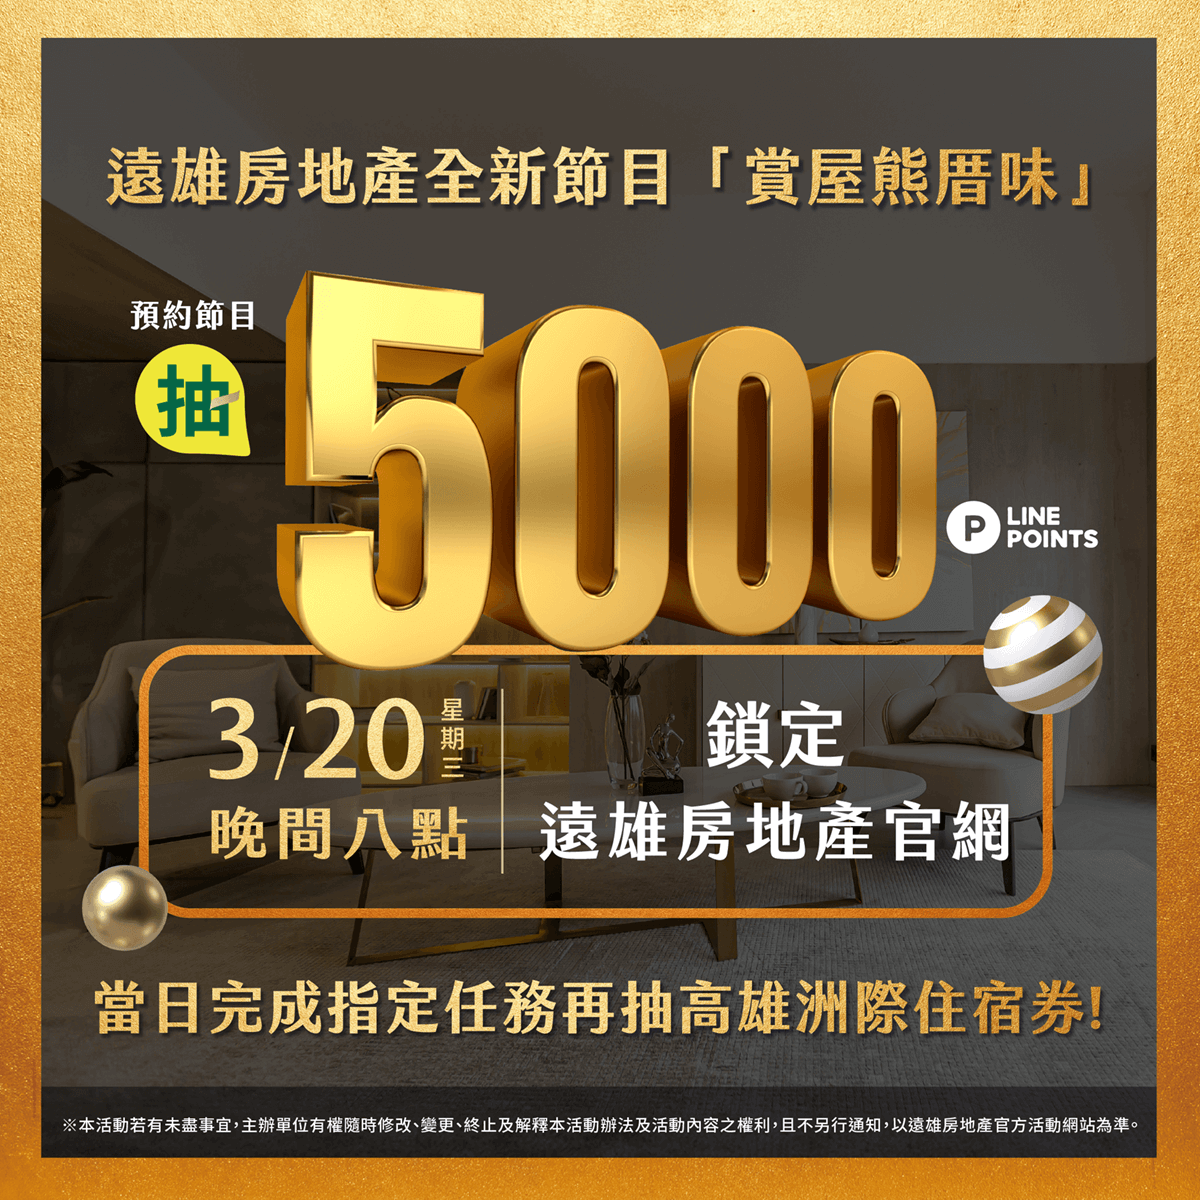 遠雄房地產全新節目「賞屋熊厝味」
預約節目
抽
5000
P LINE
POINTS
3/20 星期三
晚間八點
鎖定
遠雄房地產官網
當日完成指定任務再抽高雄洲際住宿券!
※本活動若有未盡事宜,主辦單位有權隨時修改、變更、終止及解釋本活動辦法及活動內容之權利,且不另行通知,以遠雄房地產官方活動網站為準。